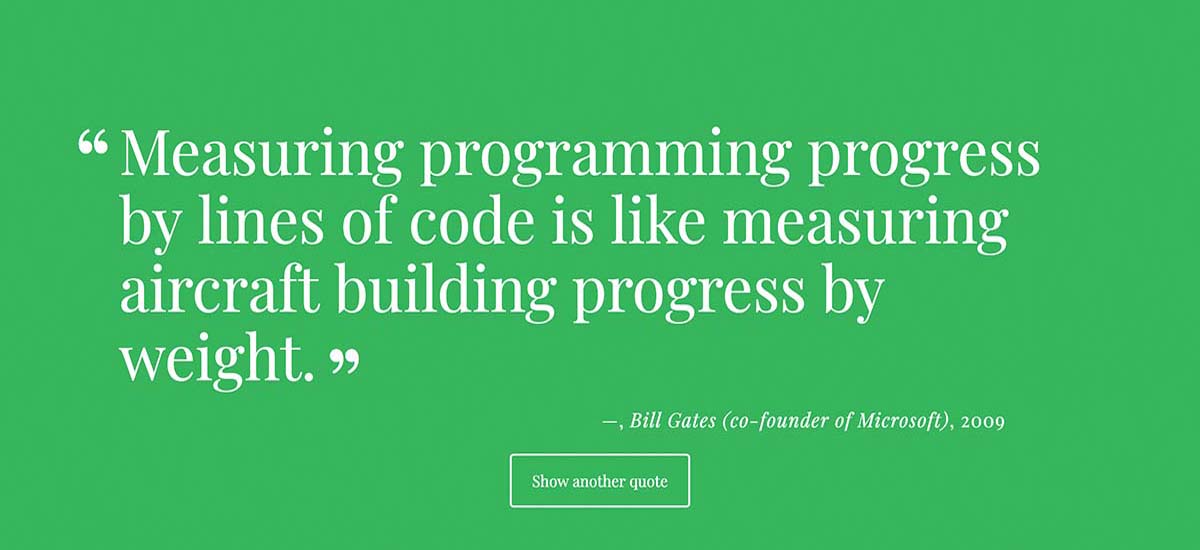 “ Measuring programming progress
by lines of code is like measuring
aircraft building progress by
weight. ”
—, Bill Gates (co-founder of Microsoft), 2009
Show another quote